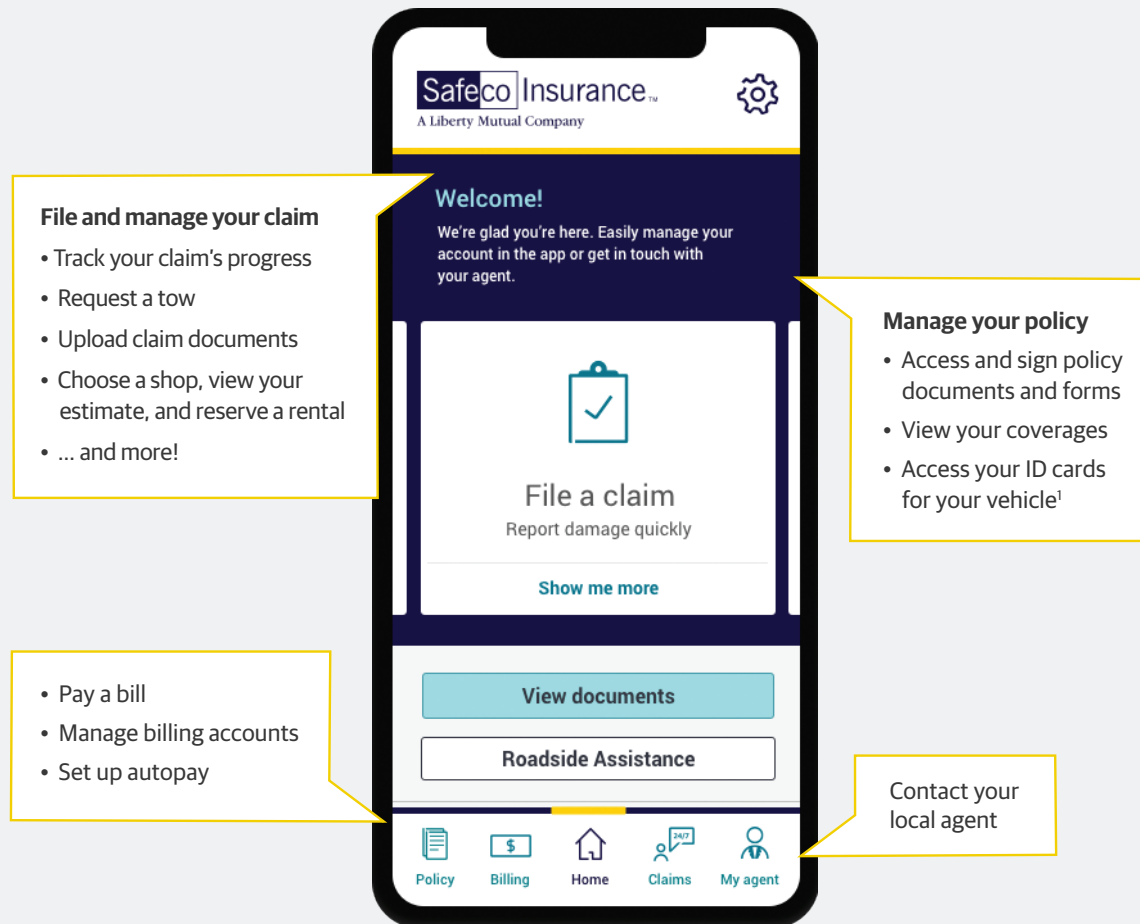 Safeco Insurance™
A Liberty Mutual Company
Welcome!
We're glad you're here. Easily manage your
account in the app or get in touch with
your agent.
File a claim
Report damage quickly
Show me more
View documents
Roadside Assistance
Policy
$
Billing
Home
24/7
Claims
My agent
File and manage your claim
• Track your claim's progress
• Request a tow
• Upload claim documents
• Choose a shop, view your
estimate, and reserve a rental
• ... and more!
Manage your policy
• Access and sign policy
documents and forms
• View your coverages
• Access your ID cards
for your vehicle¹
• Pay a bill
• Manage billing accounts
• Set up autopay
Contact your
local agent